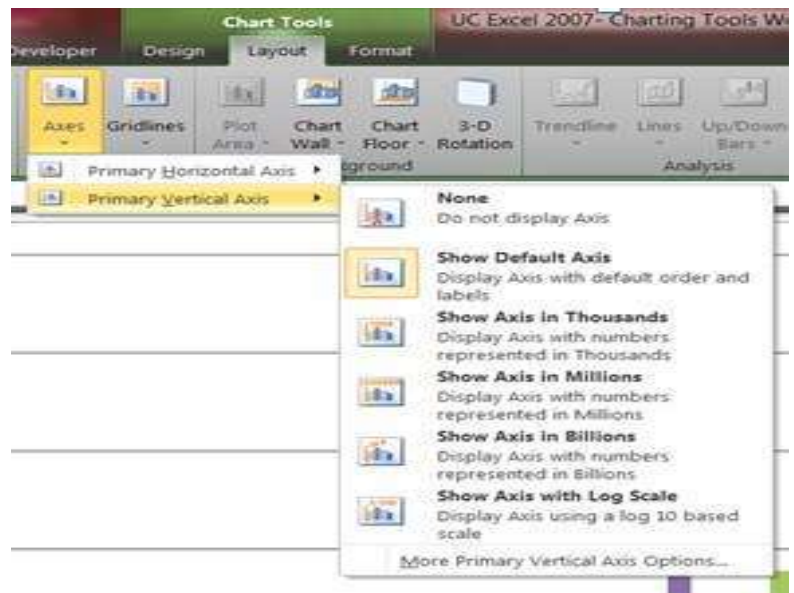 Chart Tools
UC Excel 2007- Charting Tools
Developer Design Layout Format
Axes Gridlines Plot Area Chart Wall Chart Floor 3-D Rotation Trendline Lines Up/Down Bars
Analysis
Primary Horizontal Axis
Primary Vertical Axis
None
Do not display Axis
Show Default Axis
Display Axis with default order and
labels
Show Axis in Thousands
Display Axis with numbers
represented in Thousands
Show Axis in Millions
Display Axis with numbers
represented in Millions
Show Axis in Billions
Display Axis with numbers
represented in Billions
Show Axis with Log Scale
Display Axis using a log 10 based
scale
More Primary Vertical Axis Options...